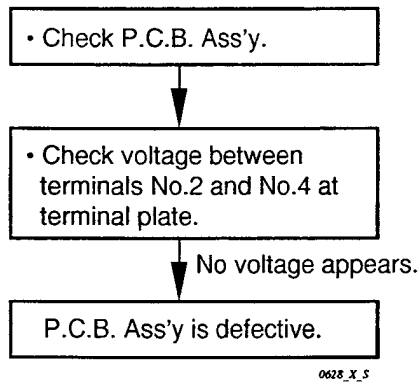 • Check P.C.B. Ass'y.
• Check voltage between
terminals No.2 and No.4 at
terminal plate.
No voltage appears.
P.C.B. Ass'y is defective.
0628_X_S